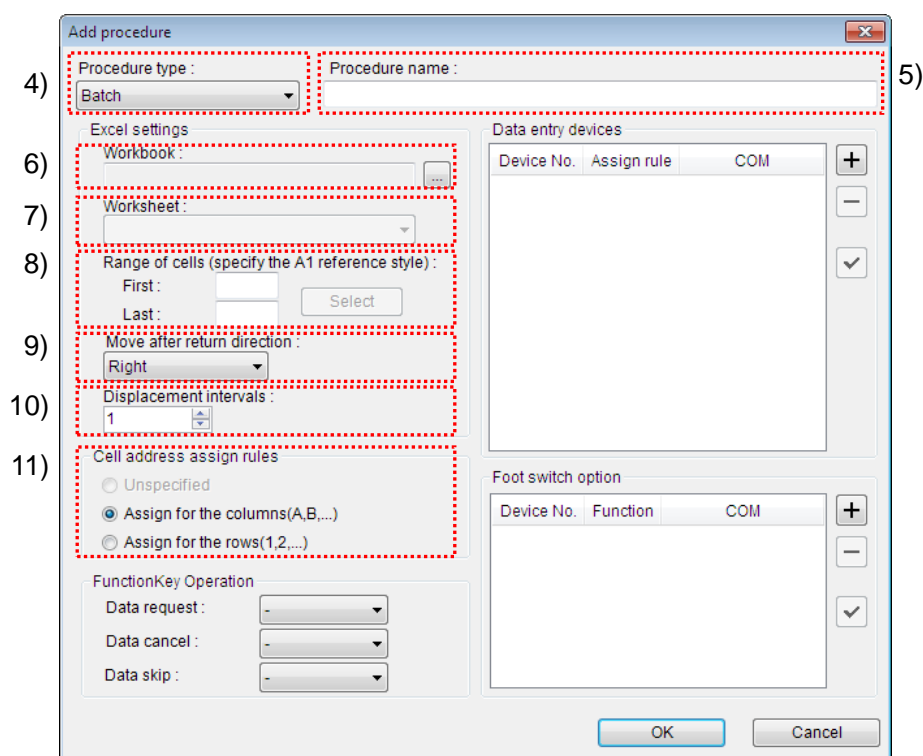 Add procedure
4)
Procedure type :
Batch
Procedure name :
5)
Excel settings
6)
Workbook :
...
7)
Worksheet :
8)
Range of cells (specify the A1 reference style) :
First :
Select
Last :
9)
Move after return direction :
Right
10)
Displacement intervals :
1
11)
Cell address assign rules
Unspecified
Assign for the columns(A,B,...)
Assign for the rows(1,2,...)
FunctionKey Operation
Data request : -
Data cancel : -
Data skip : -
Data entry devices
Device No. Assign rule COM
Foot switch option
Device No. Function COM
OK Cancel